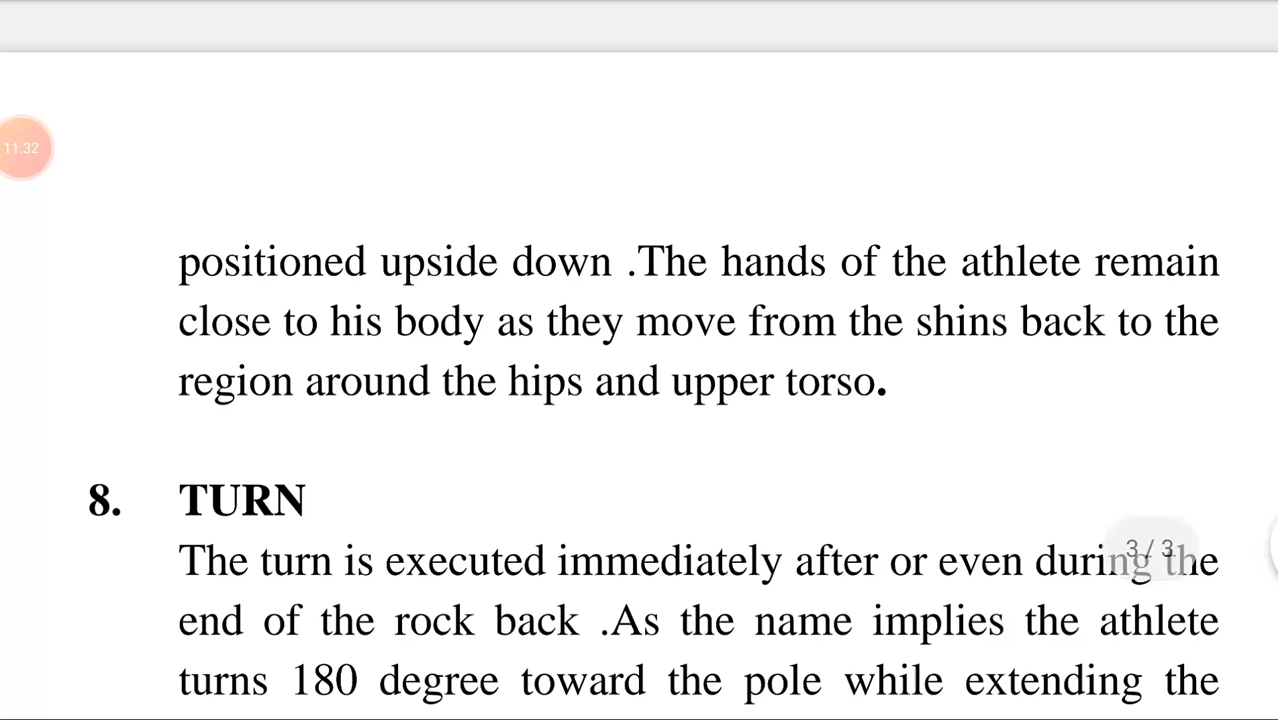 11:32
positioned upside down .The hands of the athlete remain
close to his body as they move from the shins back to the
region around the hips and upper torso.
8. TURN
The turn is executed immediately after or even during the
3/3
end of the rock back .As the name implies the athlete
turns 180 degree toward the pole while extending the